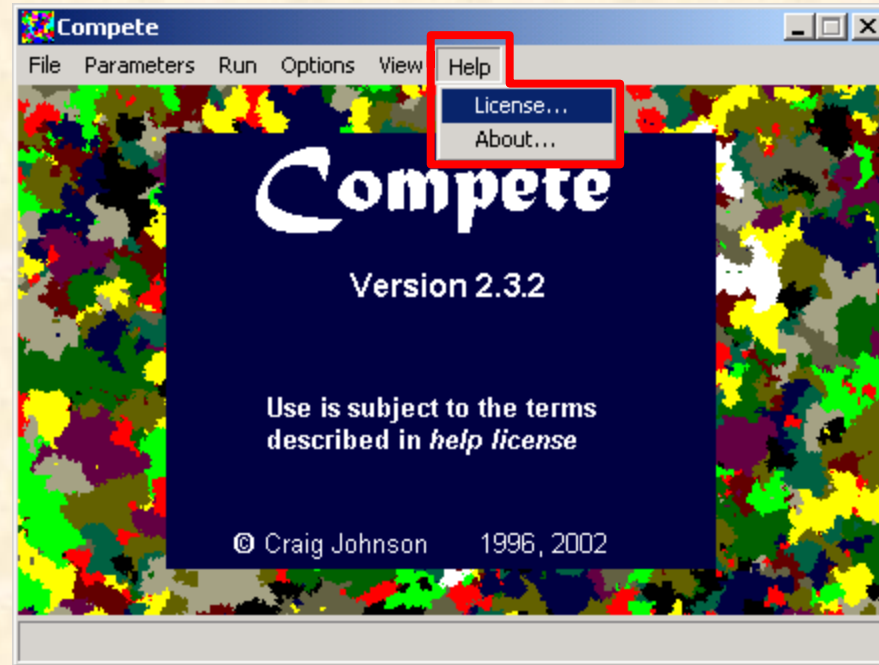 Compete
File Parameters Run Options View Help
License...
About...
Compete
Version 2.3.2
Use is subject to the terms
described in help license
© Craig Johnson 1996, 2002